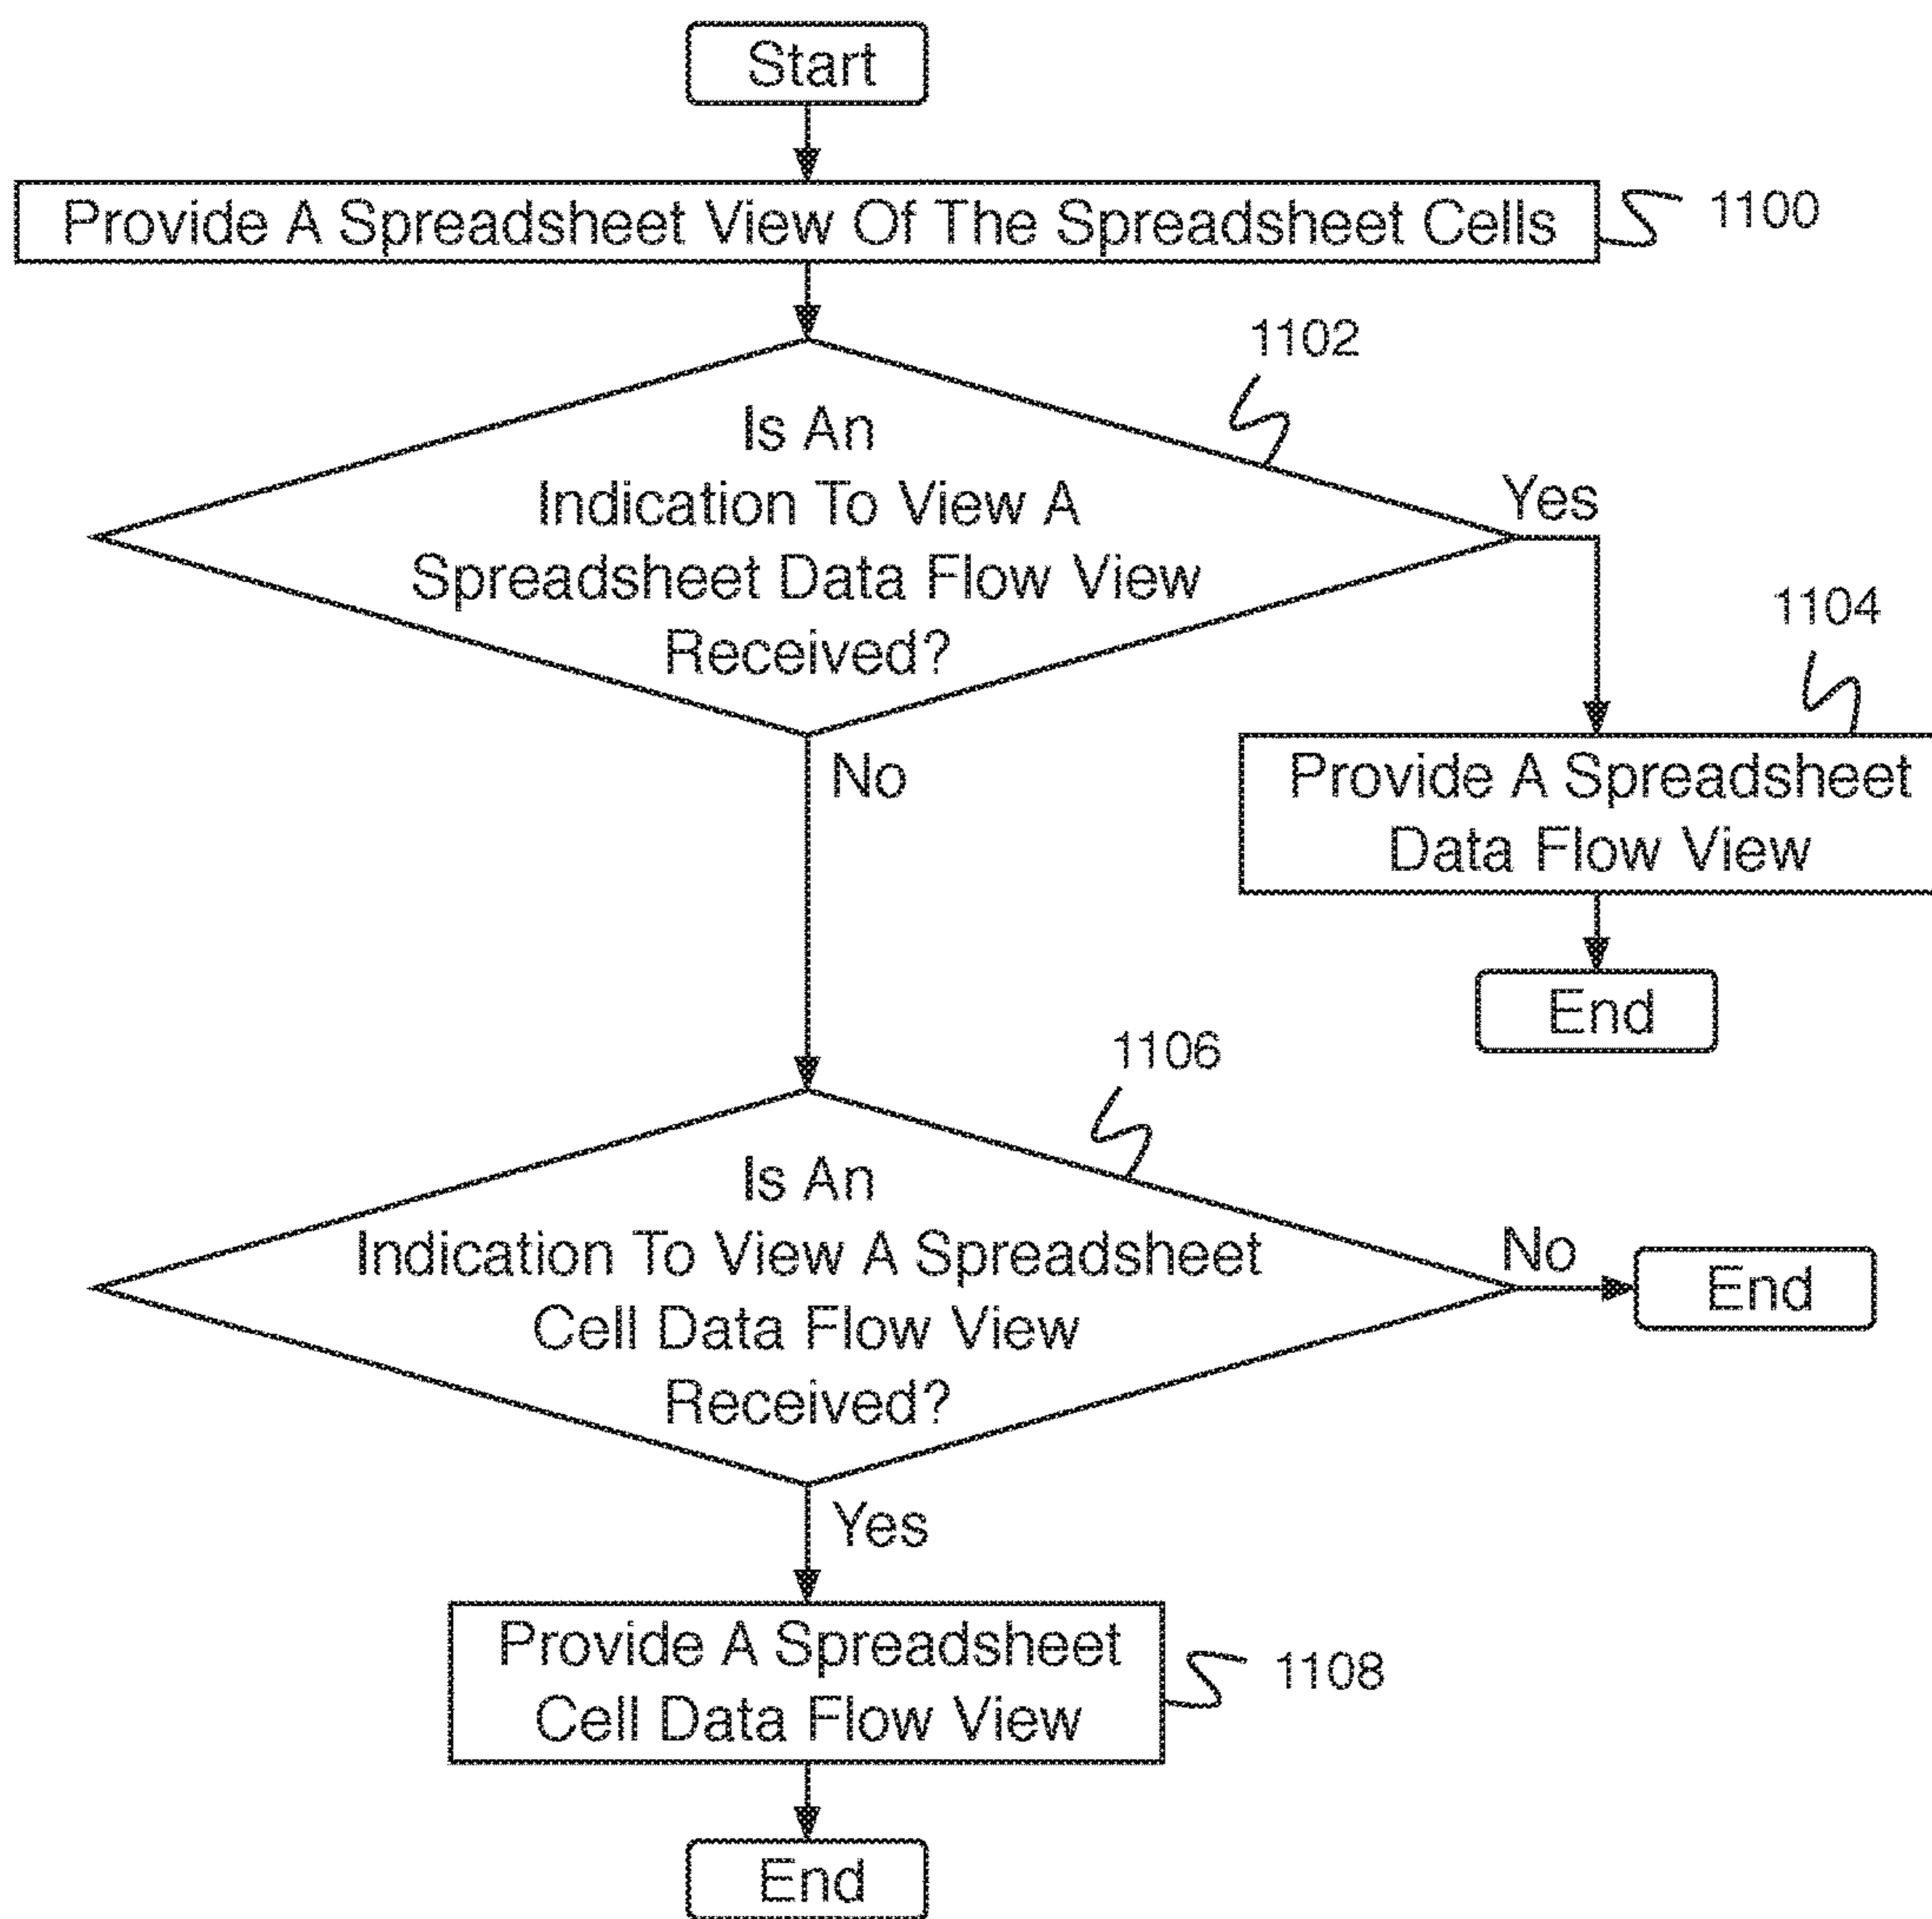 Start
Provide A Spreadsheet View Of The Spreadsheet Cells
1100
1102
Is An
Indication To View A
Spreadsheet Data Flow View
Received?
Yes
No
1104
Provide A Spreadsheet
Data Flow View
End
1106
Is An
Indication To View A Spreadsheet
Cell Data Flow View
Received?
No
End
Yes
Provide A Spreadsheet
Cell Data Flow View
1108
End